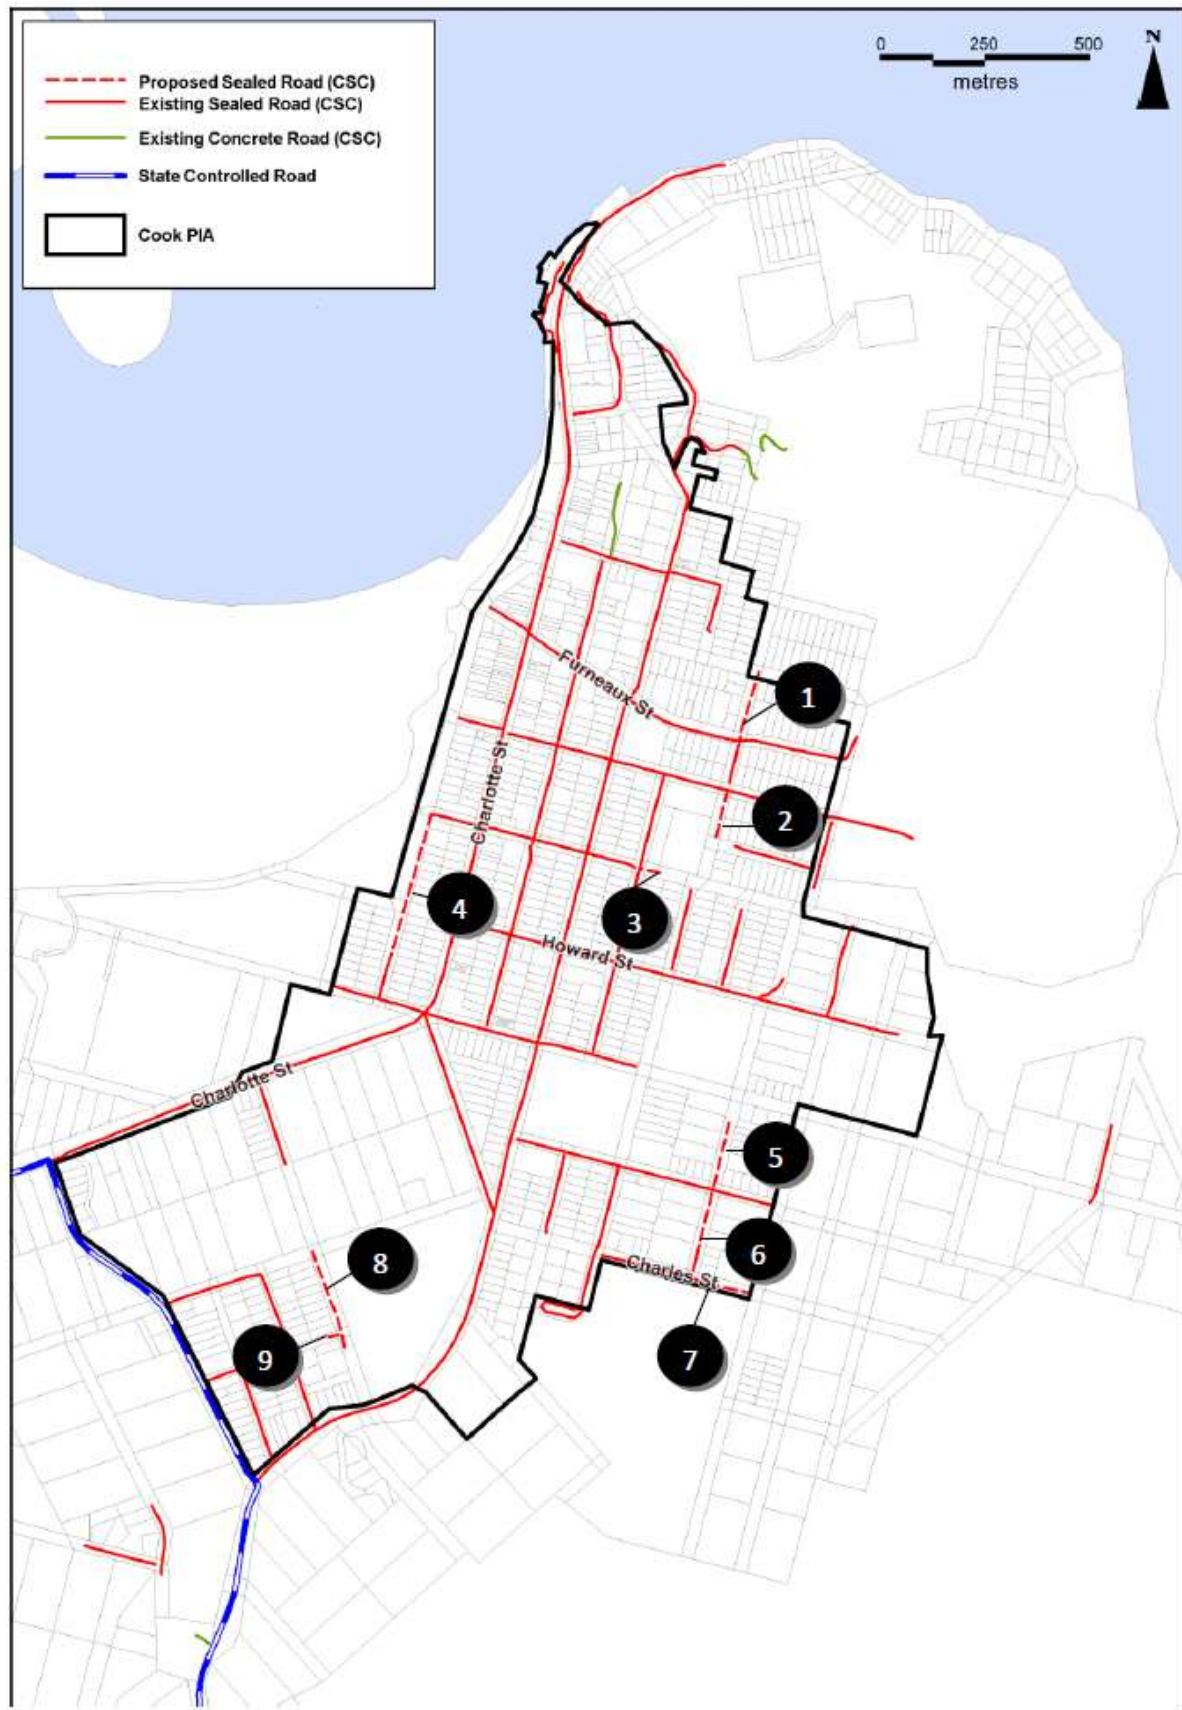 0 250 500
metres
N
Proposed Sealed Road (CSC)
Existing Sealed Road (CSC)
Existing Concrete Road (CSC)
State Controlled Road
Cook PIA
Furneaux St
1
Charlotte St
2
4
3
Howard St
Charlotte St
5
6
8
Charles St
7
9